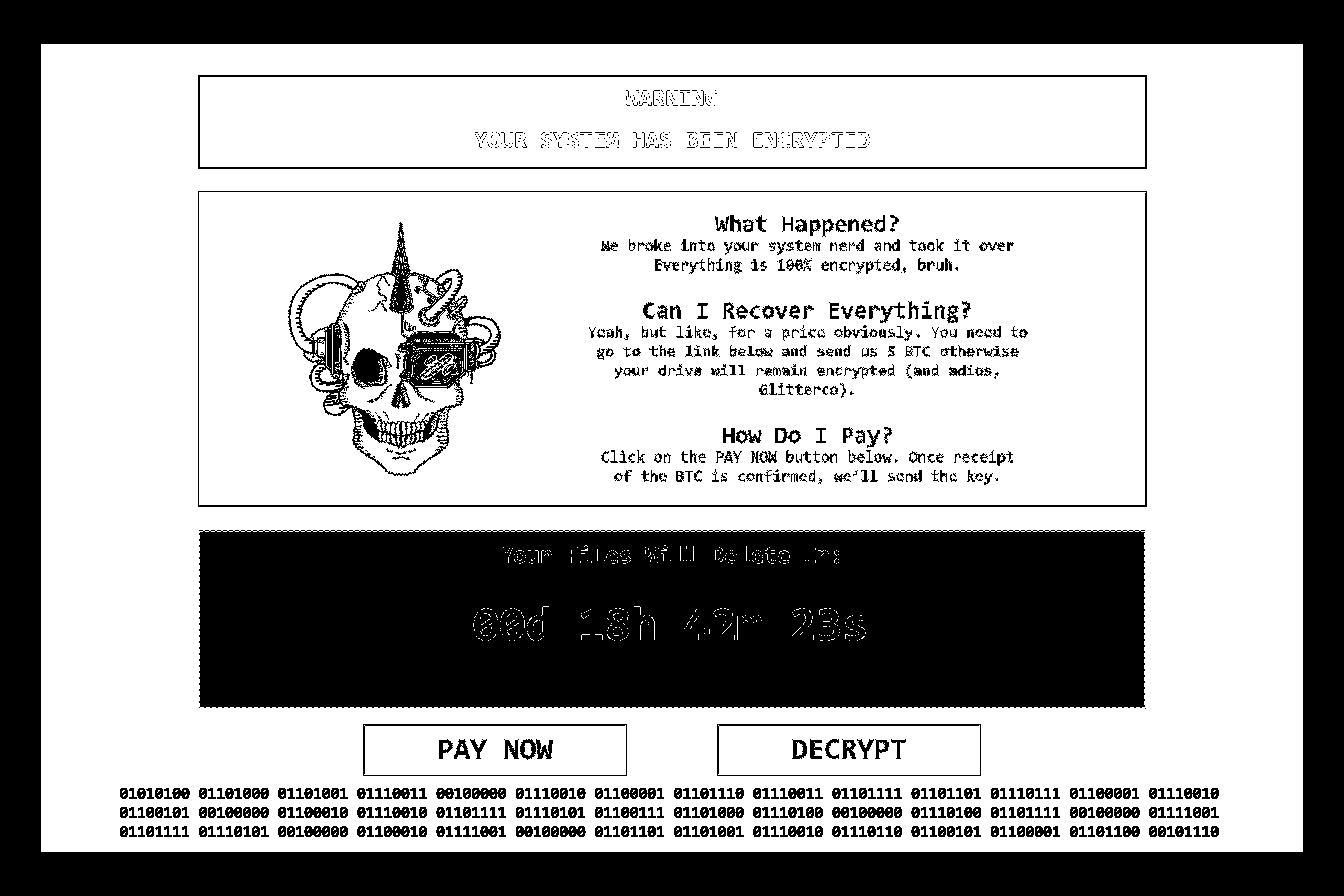 WARNING
YOUR SYSTEM HAS BEEN ENCRYPTED
What Happened?
We broke into your system nerd and took it over
Everything is 100% encrypted, bruh.
Can I Recover Everything?
Yeah, but like, for a price obviously. You need to
go to the link below and send us 5 BTC otherwise
your drive will remain encrypted (and adios,
Glitterco).
How Do I Pay?
Click on the PAY NOW button below. Once receipt
of the BTC is confirmed, we'll send the key.
Your Files Will Delete In:
00d 18h 42m 23s
PAY NOW
DECRYPT
01010100 01101000 01101001 01110011 00100000 01110010 01100001 01101110 01110011 01101111 01101101 01110111 01100001 01110010
01100101 00100000 01100010 01110010 01101111 01110101 01100111 01101000 01110100 00100000 01110100 01101111 00100000 01111001
01101111 01110101 00100000 01100010 01111001 00100000 01101101 01101001 01110010 01110110 01100101 01100001 01101100 00101110